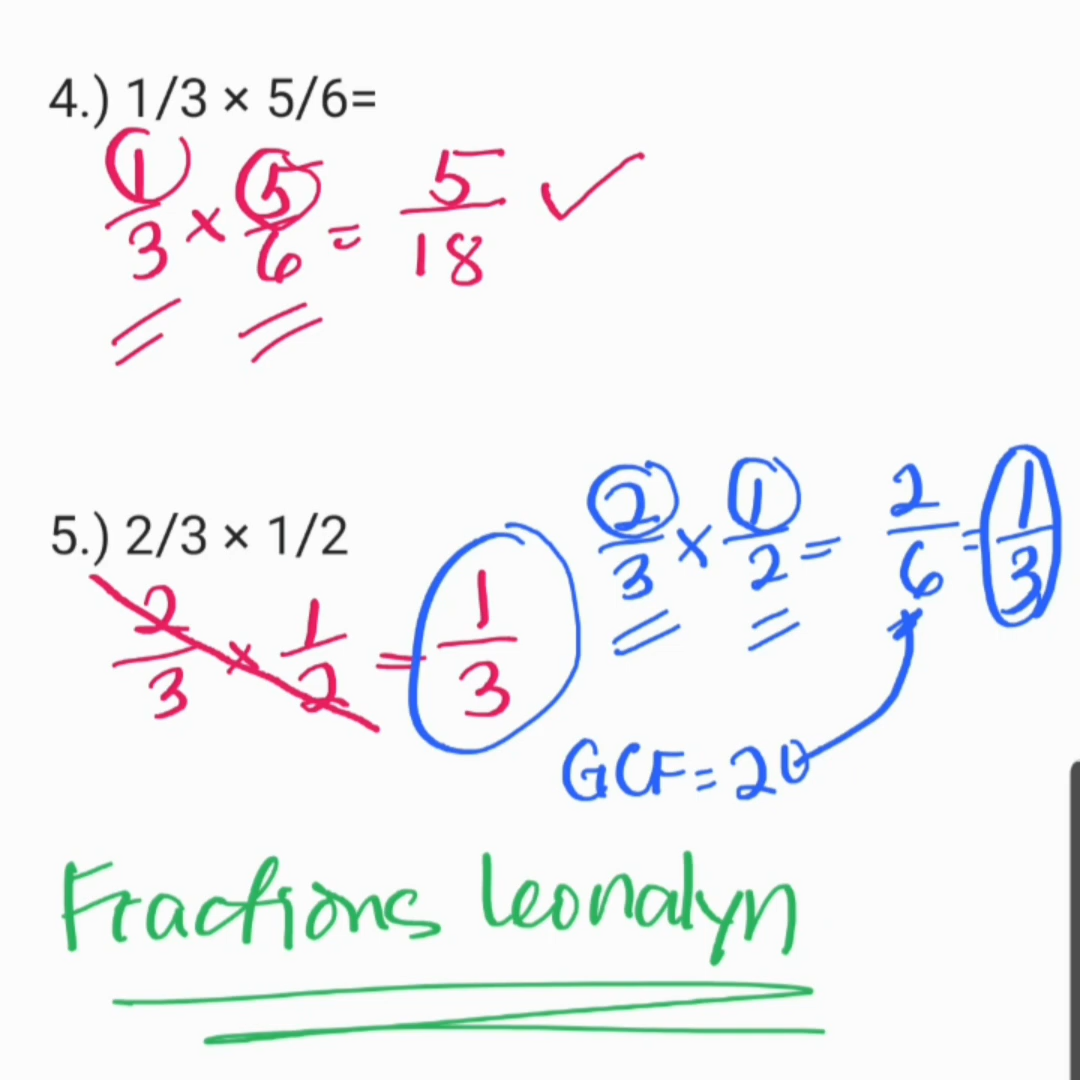 4.) 1/3 × 5/6=
1/3 × 5/6 = 5/18 ✓
5.) 2/3 × 1/2
2/3 × 1/2 = 1/3
2/3 × 1/2 = 2/6 = 1/3
GCF = 2
Fractions leonalyn